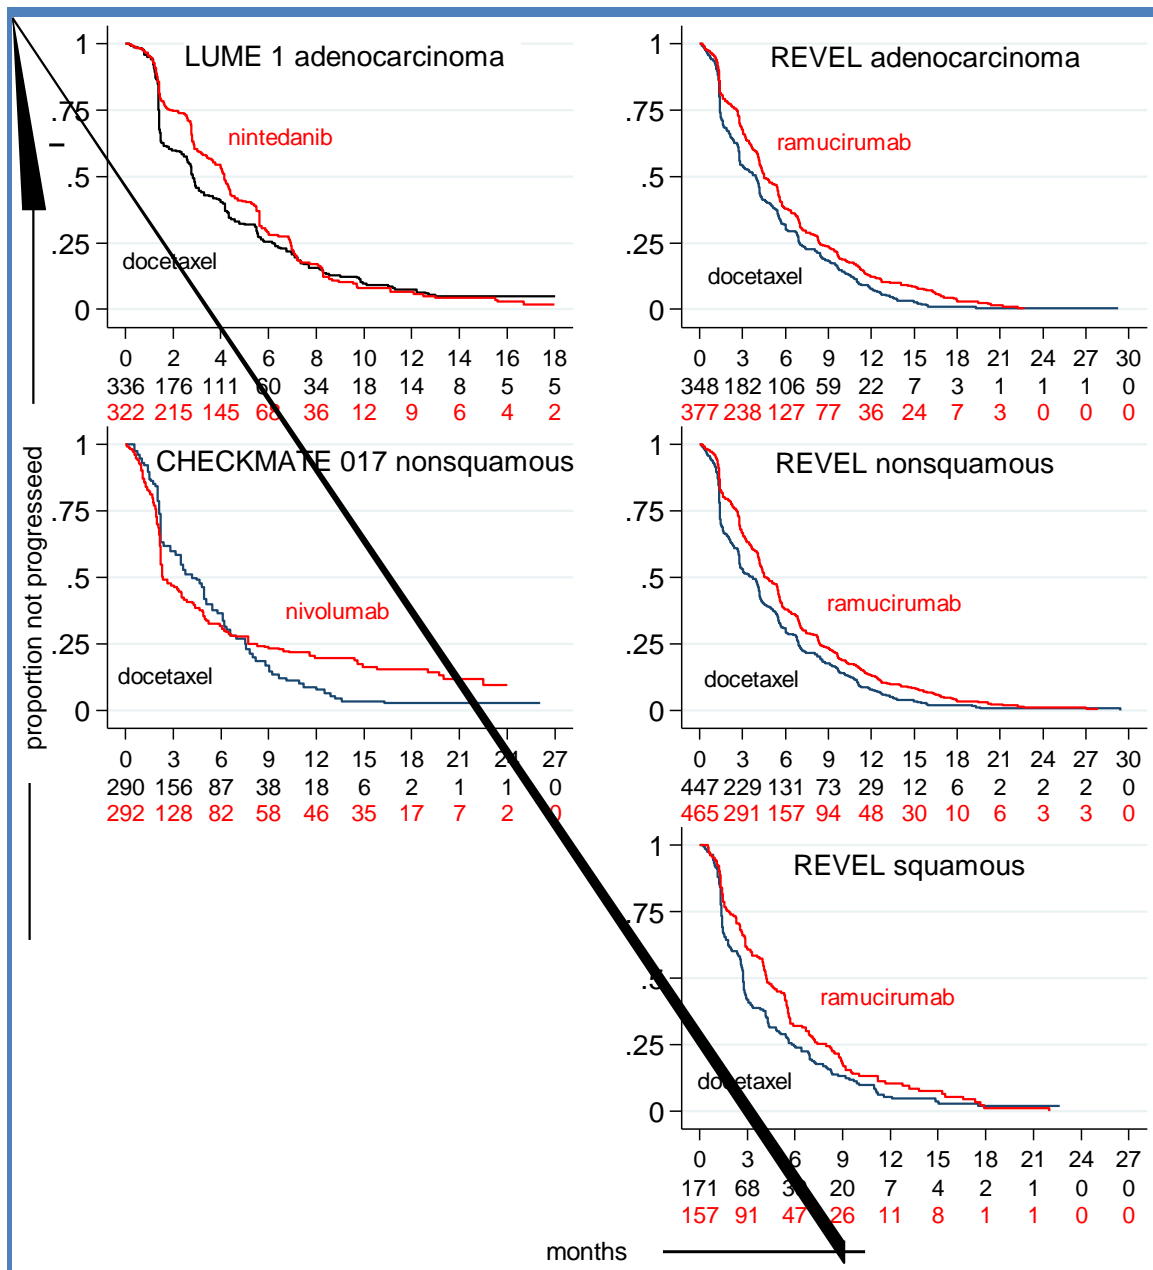 proportion not progresseed
LUME 1 adenocarcinoma
1
.75
.5
.25
0
nintedanib
docetaxel
0 2 4 6 8 10 12 14 16 18
336 176 111 60 34 18 14 8 5 5
322 215 145 68 36 12 9 6 4 2
REVEL adenocarcinoma
1
.75
.5
.25
0
ramucirumab
docetaxel
0 3 6 9 12 15 18 21 24 27 30
348 182 106 59 22 7 3 1 1 1 0
377 238 127 77 36 24 7 3 0 0 0
CHECKMATE 017 nonsquamous
1
.75
.5
.25
0
nivolumab
docetaxel
0 3 6 9 12 15 18 21 24 27
290 156 87 38 18 6 2 1 1 0
292 128 82 58 46 35 17 7 2 0
REVEL nonsquamous
1
.75
.5
.25
0
ramucirumab
docetaxel
0 3 6 9 12 15 18 21 24 27 30
447 229 131 73 29 12 6 2 2 2 0
465 291 157 94 48 30 10 6 3 3 0
REVEL squamous
1
.75
.5
.25
0
ramucirumab
docetaxel
0 3 6 9 12 15 18 21 24 27
171 68 20 7 4 2 1 0 0
157 91 47 26 11 8 1 1 0 0
months